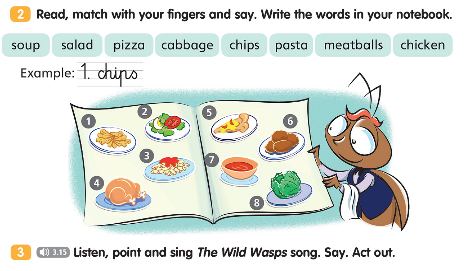 2 Read, match with your fingers and say. Write the words in your notebook.
soup salad pizza cabbage chips pasta meatballs chicken
Example: 1. chips
1
2
3
4
5
6
7
8
3 3.15 Listen, point and sing The Wild Wasps song. Say. Act out.